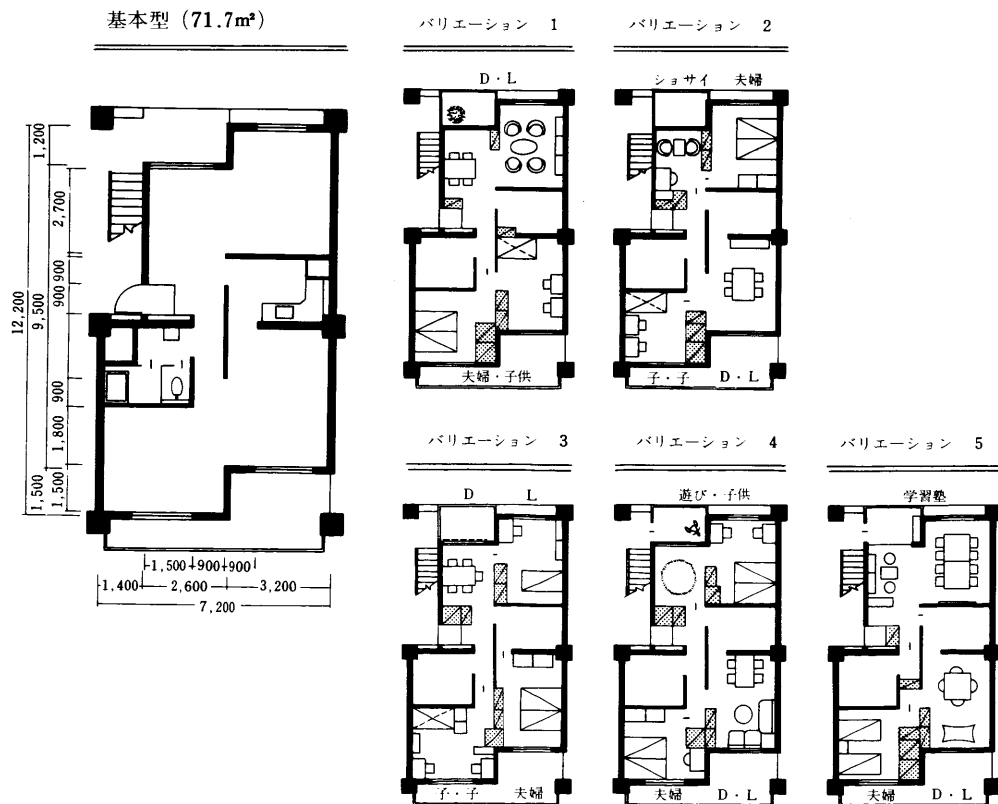 基本型 (71.7m²)
バリエーション 1
バリエーション 2
D・L
ショサイ 夫婦
1,200
2,700
900
900
900
1,800
1,500
9,500
1,500
12,200
1,500 900 900
1,400 2,600 3,200
7,200
夫婦・子供
子・子 D・L
バリエーション 3
バリエーション 4
バリエーション 5
D L
遊び・子供
学習塾
子・子 夫婦
夫婦 D・L
夫婦 D・L